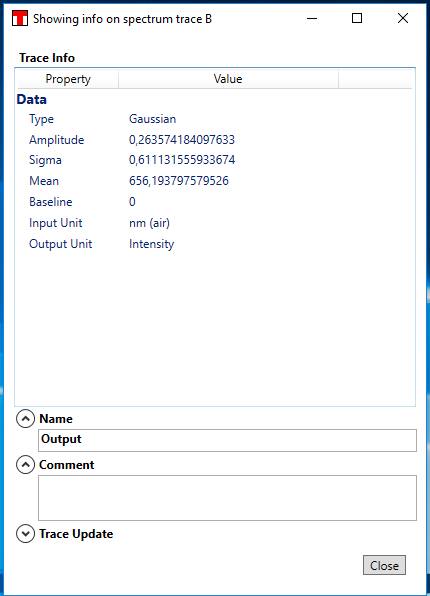 Showing info on spectrum trace B
Trace Info
Property Value
Data
Type Gaussian
Amplitude 0,263574184097633
Sigma 0,611131555933674
Mean 656,193797579526
Baseline 0
Input Unit nm (air)
Output Unit Intensity
Name
Output
Comment
Trace Update
Close